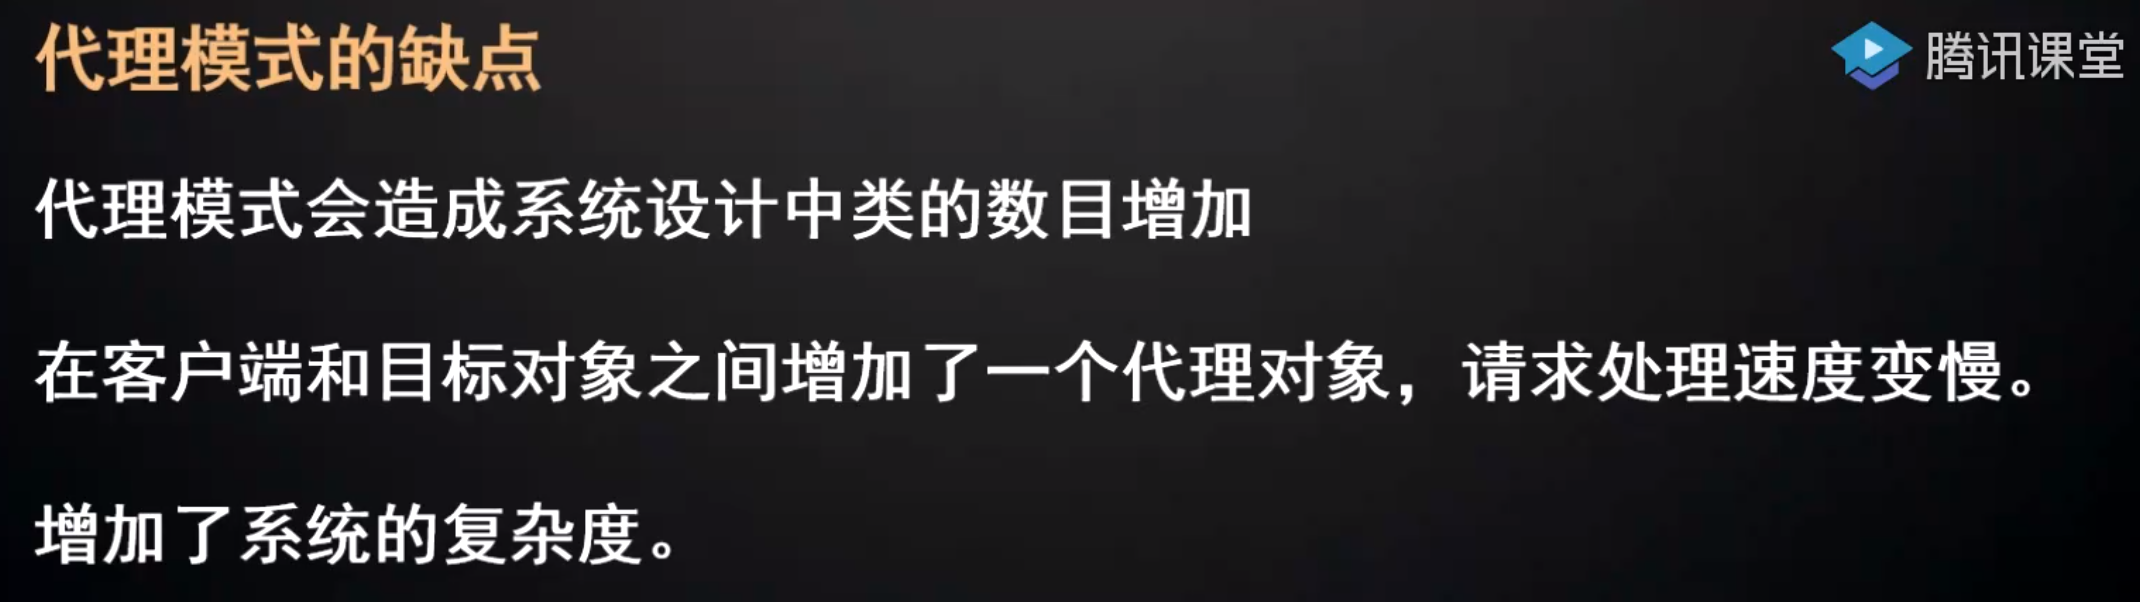 代理模式的缺点
腾讯课堂
代理模式会造成系统设计中类的数目增加
在客户端和目标对象之间增加了一个代理对象，请求处理速度变慢。
增加了系统的复杂度。